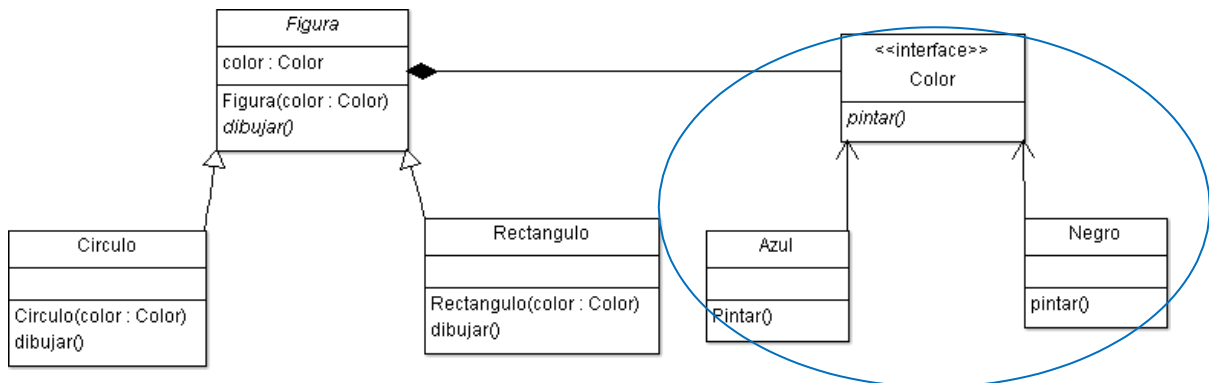 Figura
color : Color
Figura(color : Color)
dibujar()
<<interface>>
Color
pintar()
Circulo
Circulo(color : Color)
dibujar()
Rectangulo
Rectangulo(color : Color)
dibujar()
Azul
Pintar()
Negro
pintar()